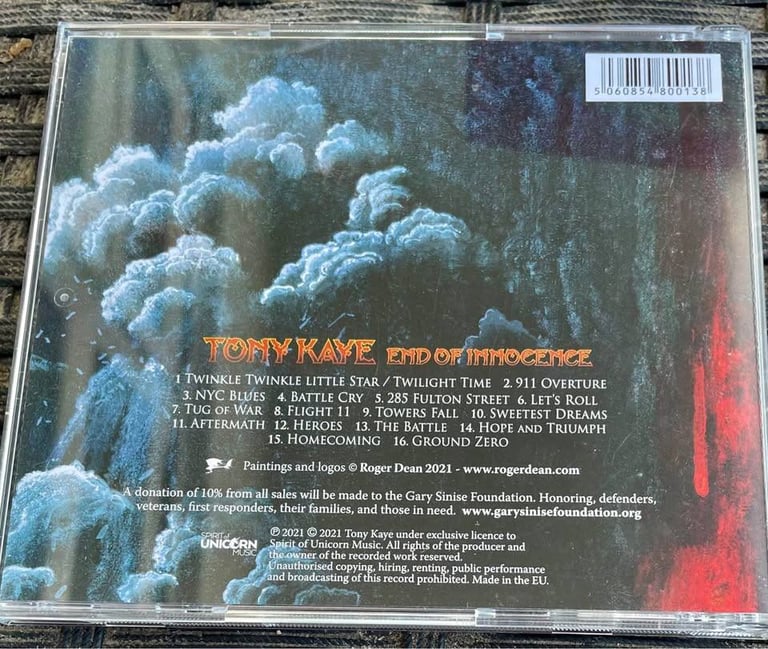 5 060854 800138
TONY KAYE END OF INNOCENCE
1 TWINKLE TWINKLE LITTLE STAR / TWILIGHT TIME 2. 911 OVERTURE
3. NYC BLUES 4. BATTLE CRY 5. 285 FULTON STREET 6. LET'S ROLL
7. TUG OF WAR 8. FLIGHT 11 9. TOWERS FALL 10. SWEETEST DREAMS
11. AFTERMATH 12. HEROES 13. THE BATTLE 14. HOPE AND TRIUMPH
15. HOMECOMING 16. GROUND ZERO
Paintings and logos © Roger Dean 2021 - www.rogerdean.com
A donation of 10% from all sales will be made to the Gary Sinise Foundation. Honoring, defenders,
veterans, first responders, their families, and those in need. www.garysinisefoundation.org
SPIRIT of
UNICORN
MUSIC
℗ 2021 © 2021 Tony Kaye under exclusive licence to
Spirit of Unicorn Music. All rights of the producer and
the owner of the recorded work reserved.
Unauthorised copying, hiring, renting, public performance
and broadcasting of this record prohibited. Made in the EU.